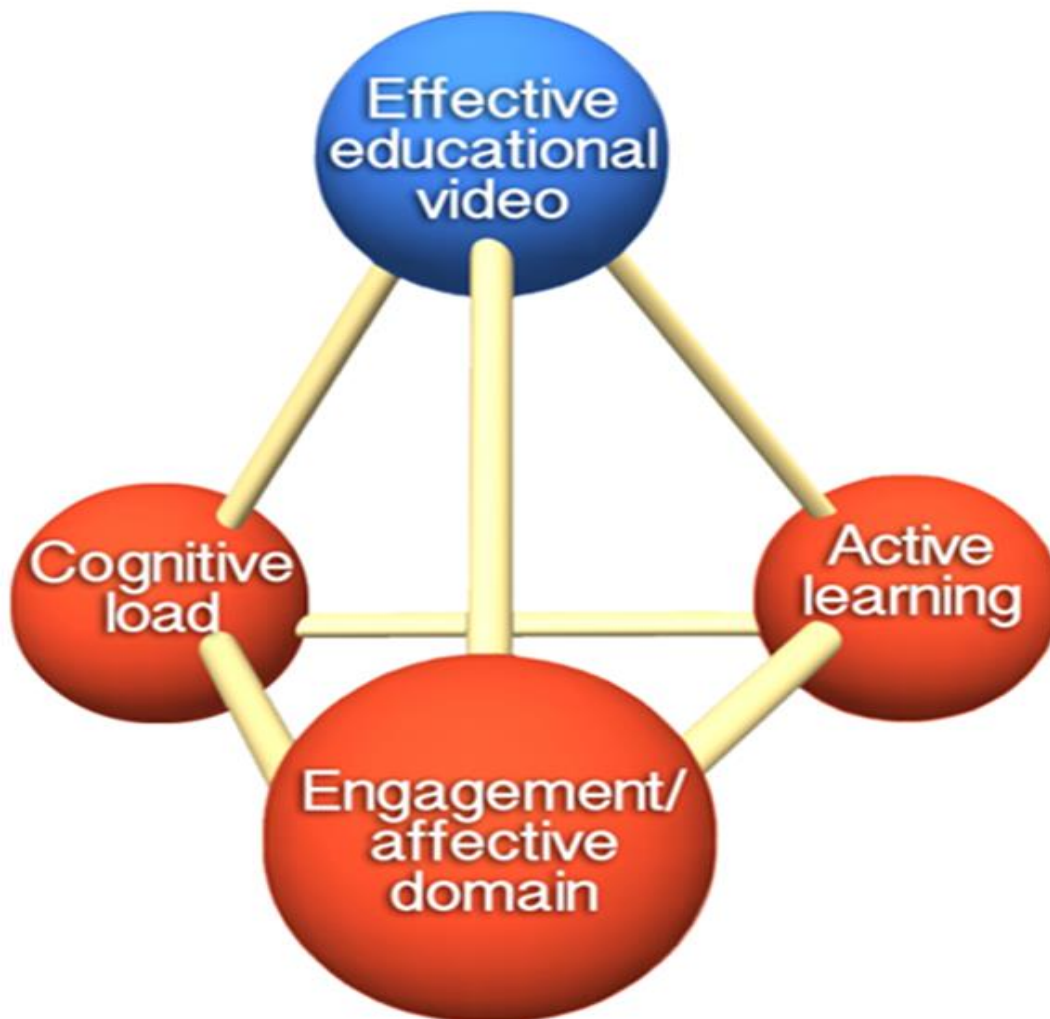 Effective
educational
video
Cognitive
load
Active
learning
Engagement/
affective
domain